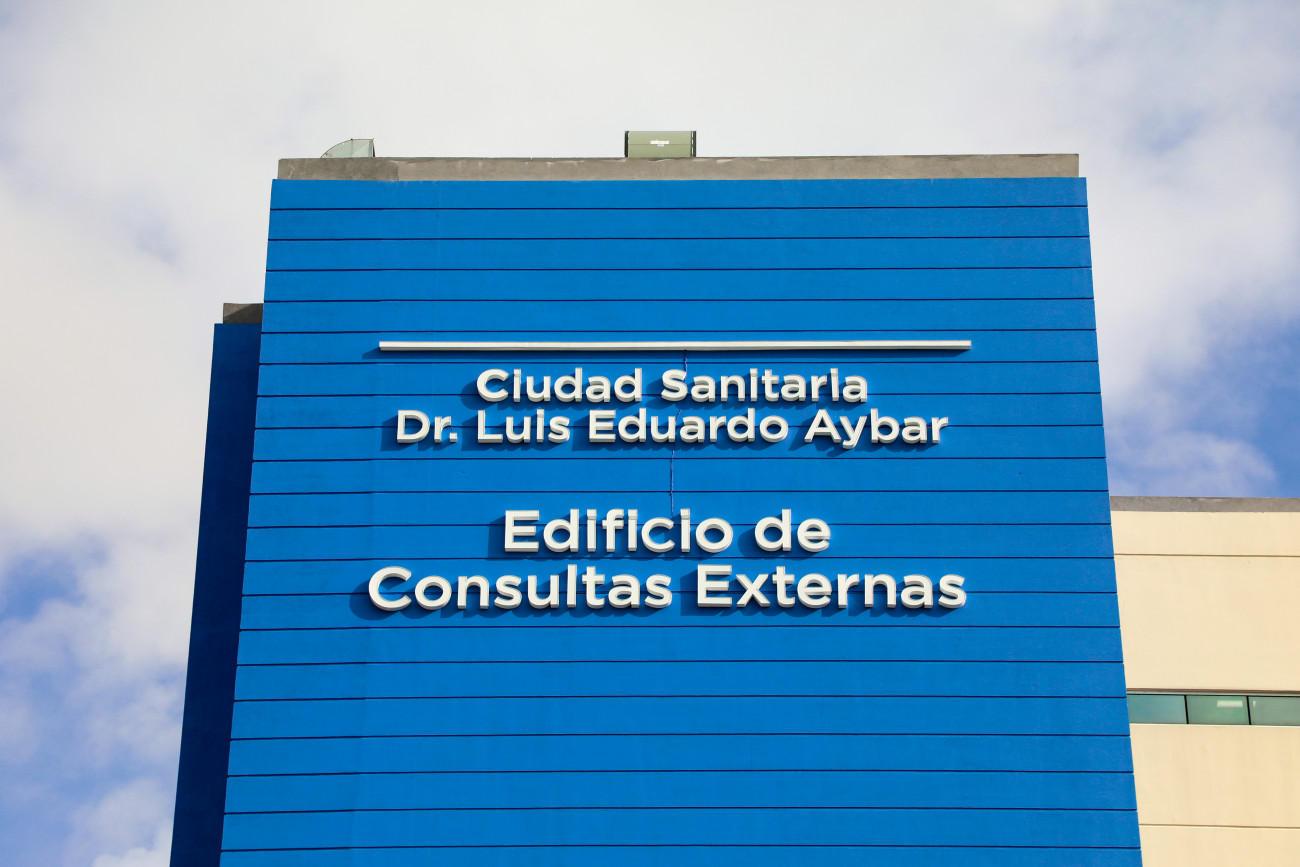 Ciudad Sanitaria
Dr. Luis Eduardo Aybar
Edificio de
Consultas Externas